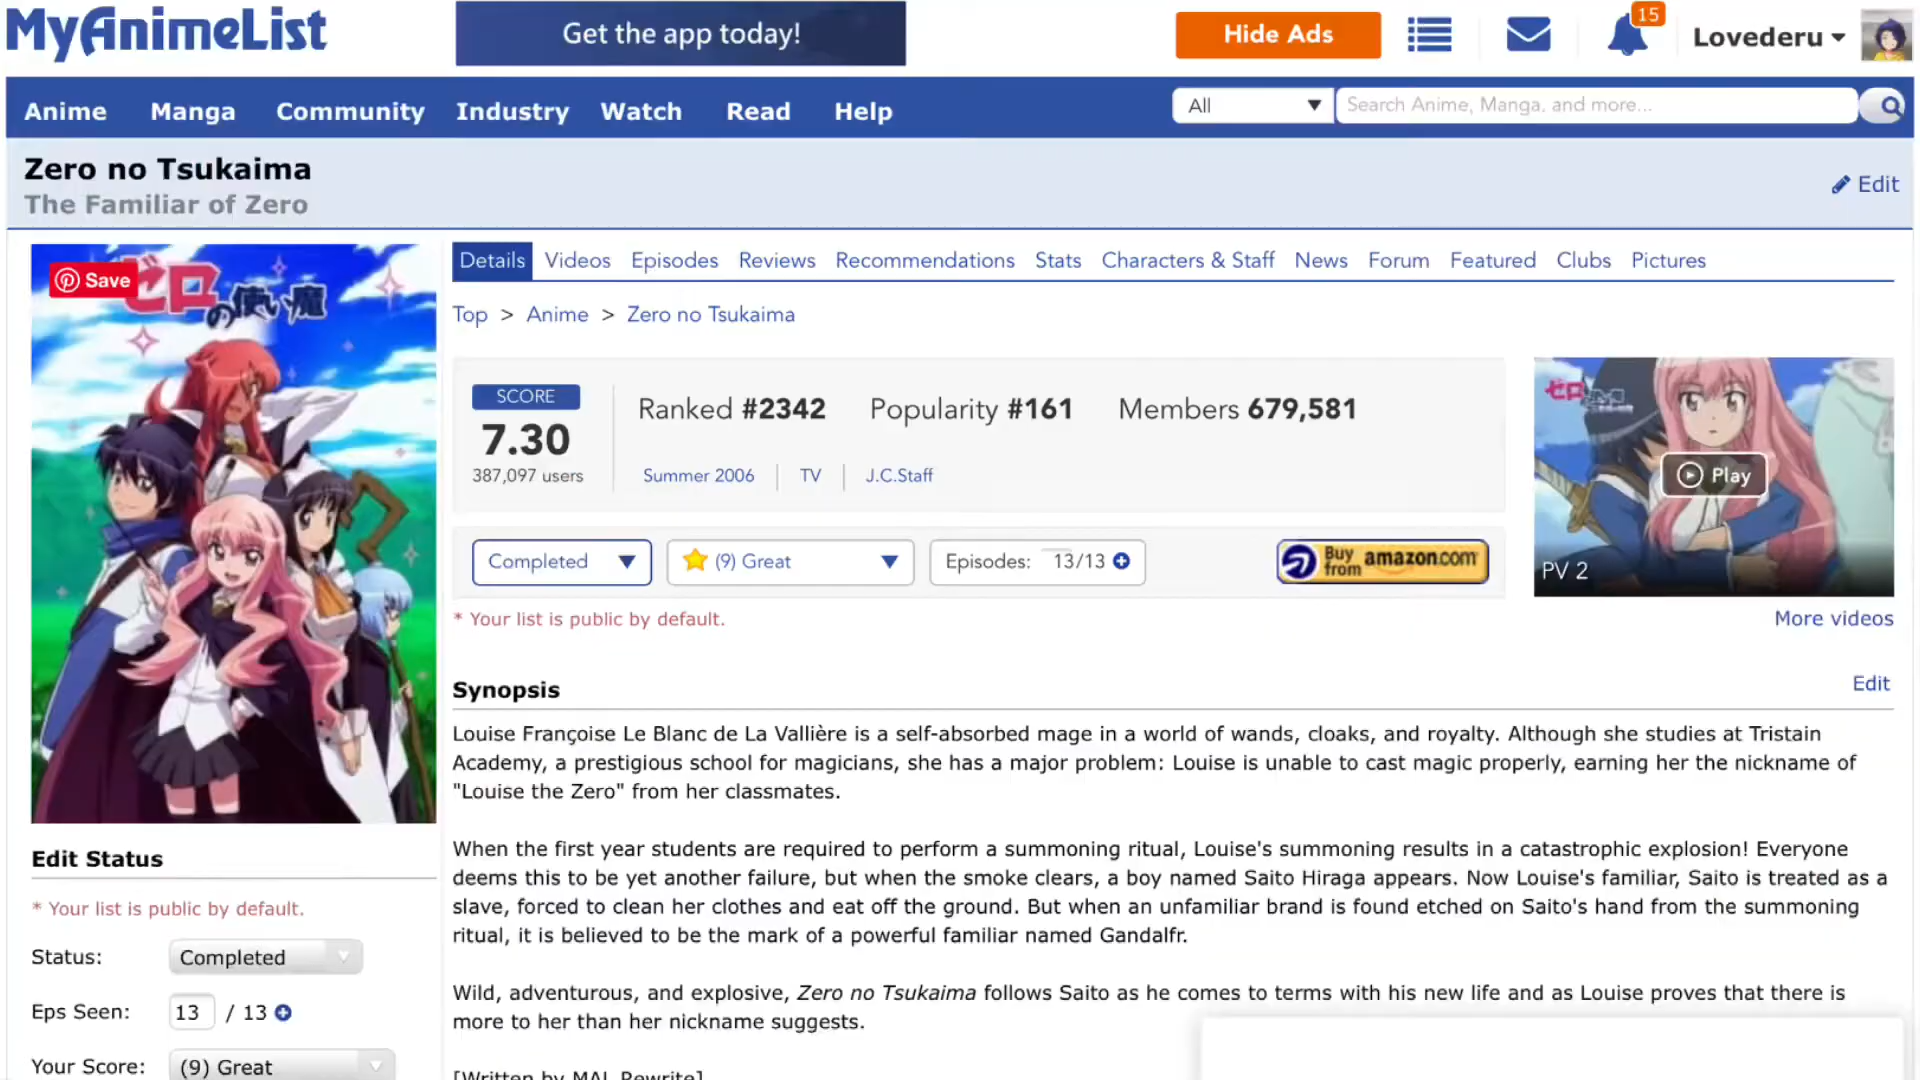 MyAnimeList
Get the app today!
Hide Ads
15
Lovederu
Anime Manga Community Industry Watch Read Help
All
Search Anime, Manga, and more...
Zero no Tsukaima
The Familiar of Zero
Edit
Save
ゼロの使い魔
Details Videos Episodes Reviews Recommendations Stats Characters & Staff News Forum Featured Clubs Pictures
Top > Anime > Zero no Tsukaima
SCORE
7.30
387,097 users
Ranked #2342 Popularity #161 Members 679,581
Summer 2006 TV J.C.Staff
Play
PV 2
Completed
(9) Great
Episodes: 13/13
Buy from amazon.com
* Your list is public by default.
More videos
Synopsis
Edit
Louise Françoise Le Blanc de La Vallière is a self-absorbed mage in a world of wands, cloaks, and royalty. Although she studies at Tristain
Academy, a prestigious school for magicians, she has a major problem: Louise is unable to cast magic properly, earning her the nickname of
"Louise the Zero" from her classmates.
When the first year students are required to perform a summoning ritual, Louise's summoning results in a catastrophic explosion! Everyone
deems this to be yet another failure, but when the smoke clears, a boy named Saito Hiraga appears. Now Louise's familiar, Saito is treated as a
slave, forced to clean her clothes and eat off the ground. But when an unfamiliar brand is found etched on Saito's hand from the summoning
ritual, it is believed to be the mark of a powerful familiar named Gandalfr.
Wild, adventurous, and explosive, Zero no Tsukaima follows Saito as he comes to terms with his new life and as Louise proves that there is
more to her than her nickname suggests.
[Written by MAL Rewrite]
Edit Status
* Your list is public by default.
Status: Completed
Eps Seen: 13 / 13
Your Score: (9) Great